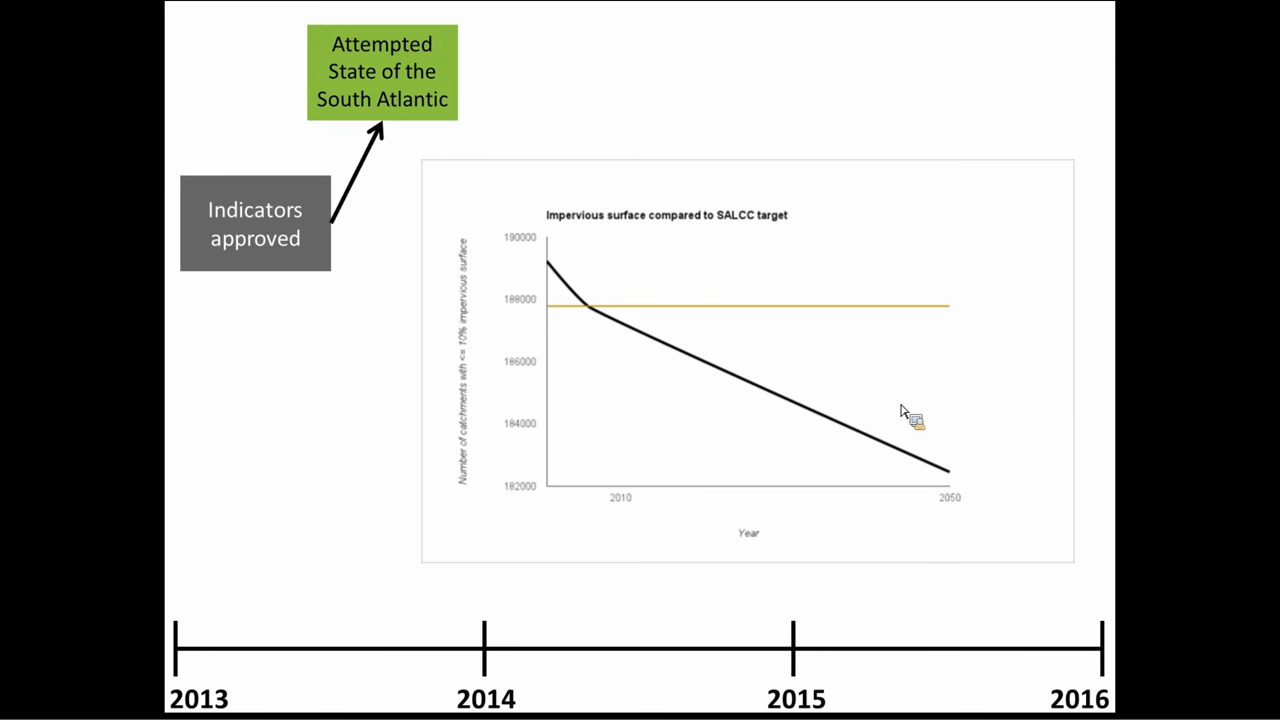 Attempted
State of the
South Atlantic
Indicators
approved
Impervious surface compared to SALCC target
Number of catchments with <= 10% impervious surface
190000
188000
186000
184000
182000
2010
2050
Year
2013
2014
2015
2016